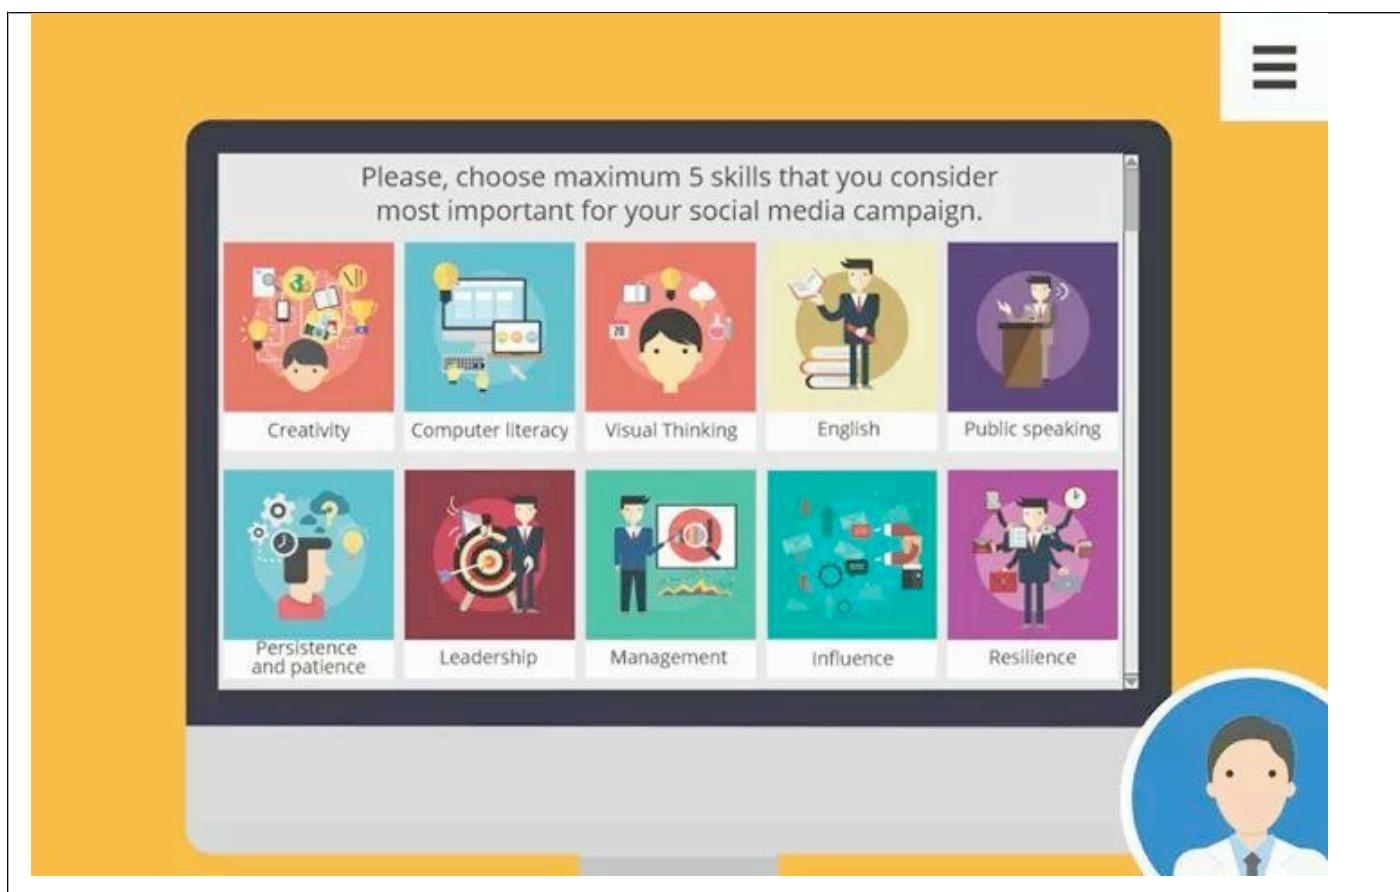 Please, choose maximum 5 skills that you consider
most important for your social media campaign.
Creativity
Computer literacy
Visual Thinking
English
Public speaking
Persistence
and patience
Leadership
Management
Influence
Resilience
20